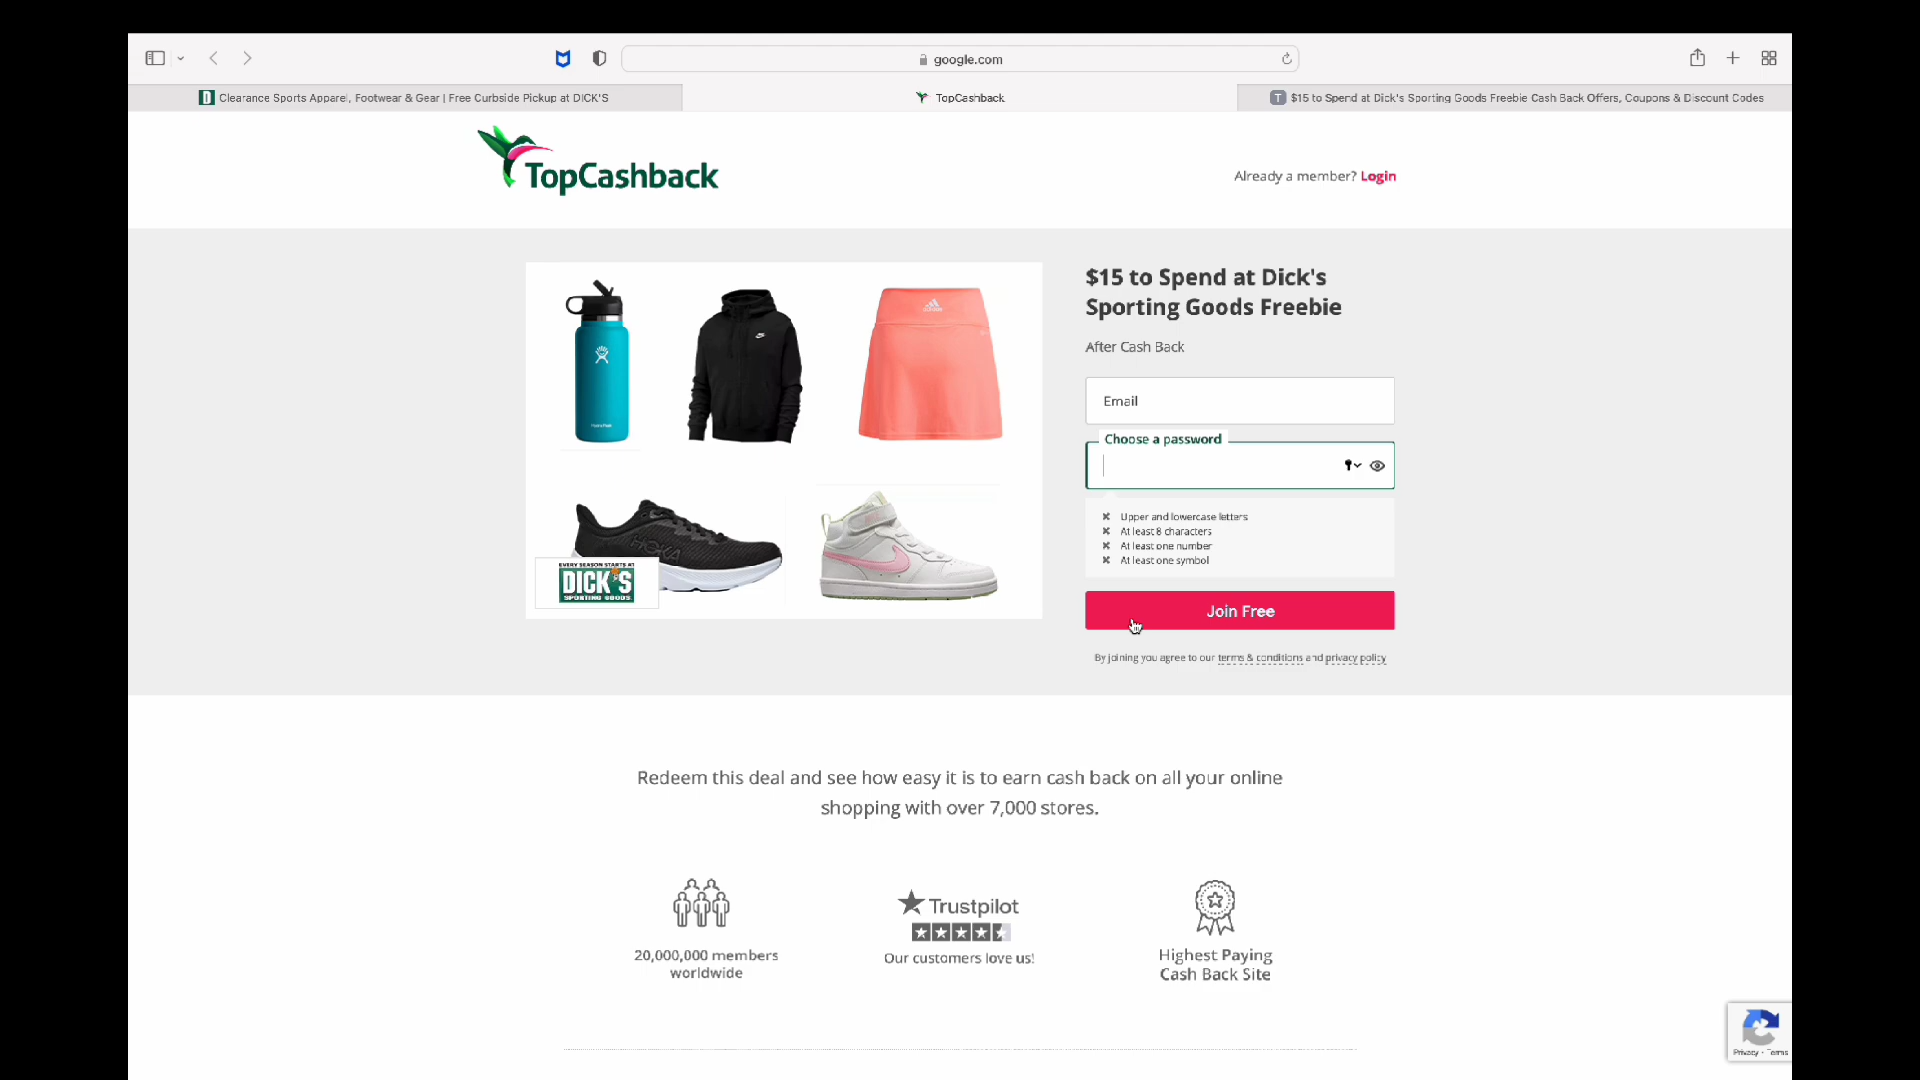 google.com
Clearance Sports Apparel, Footwear & Gear | Free Curbside Pickup at DICK'S
TopCashback
T
$15 to Spend at Dick's Sporting Goods Freebie Cash Back Offers, Coupons & Discount Codes
TopCashback
Already a member? Login
$15 to Spend at Dick's
Sporting Goods Freebie
After Cash Back
Email
Choose a password
Upper and lowercase letters
At least 8 characters
At least one number
At least one symbol
HOKA
EVERY SEASON STARTS AT
DICK'S
SPORTING GOODS.
Join Free
By joining you agree to our terms & conditions and privacy policy
Redeem this deal and see how easy it is to earn cash back on all your online
shopping with over 7,000 stores.
Trustpilot
20,000,000 members
worldwide
Our customers love us!
Highest Paying
Cash Back Site
Privacy - Terms